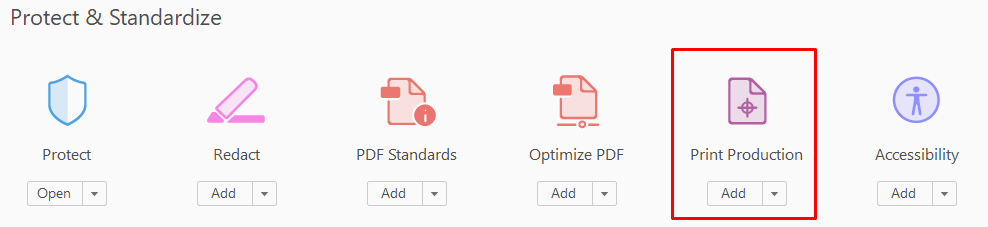 Protect & Standardize
Protect Redact PDF Standards Optimize PDF Print Production Accessibility
Open Add Add Add Add Add